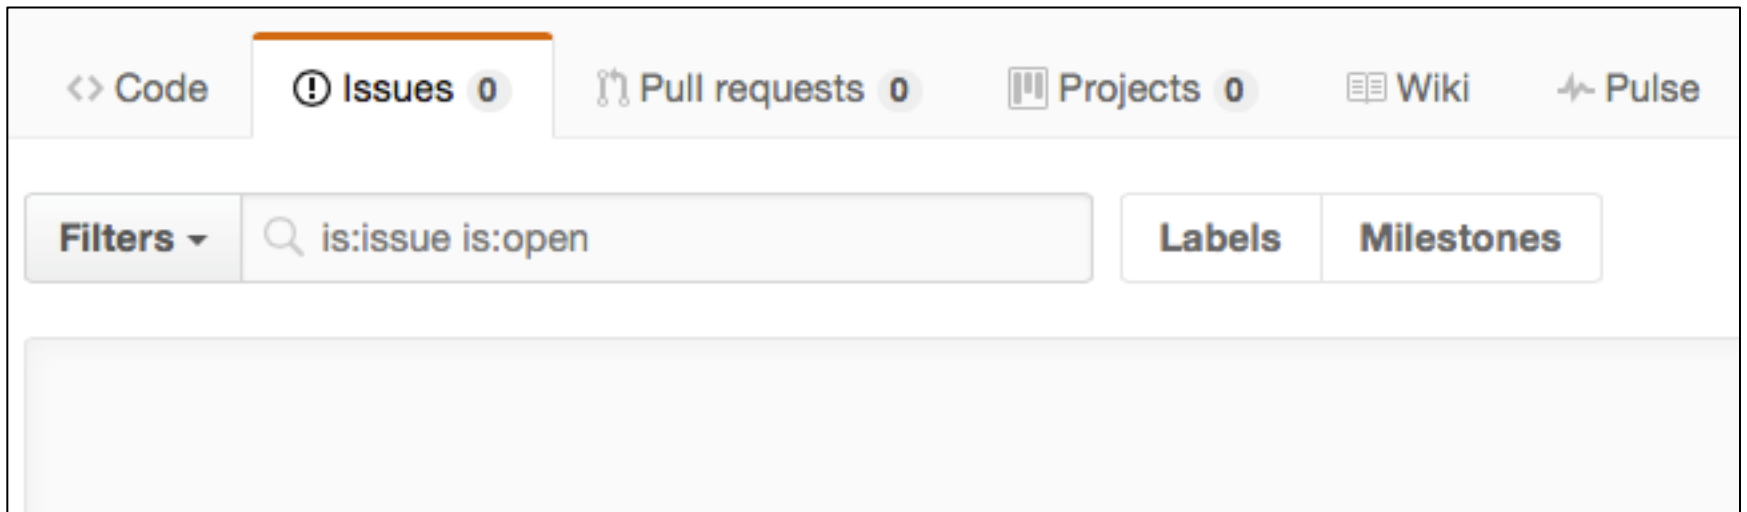 Code Issues 0 Pull requests 0 Projects 0 Wiki Pulse
Filters is:issue is:open Labels Milestones